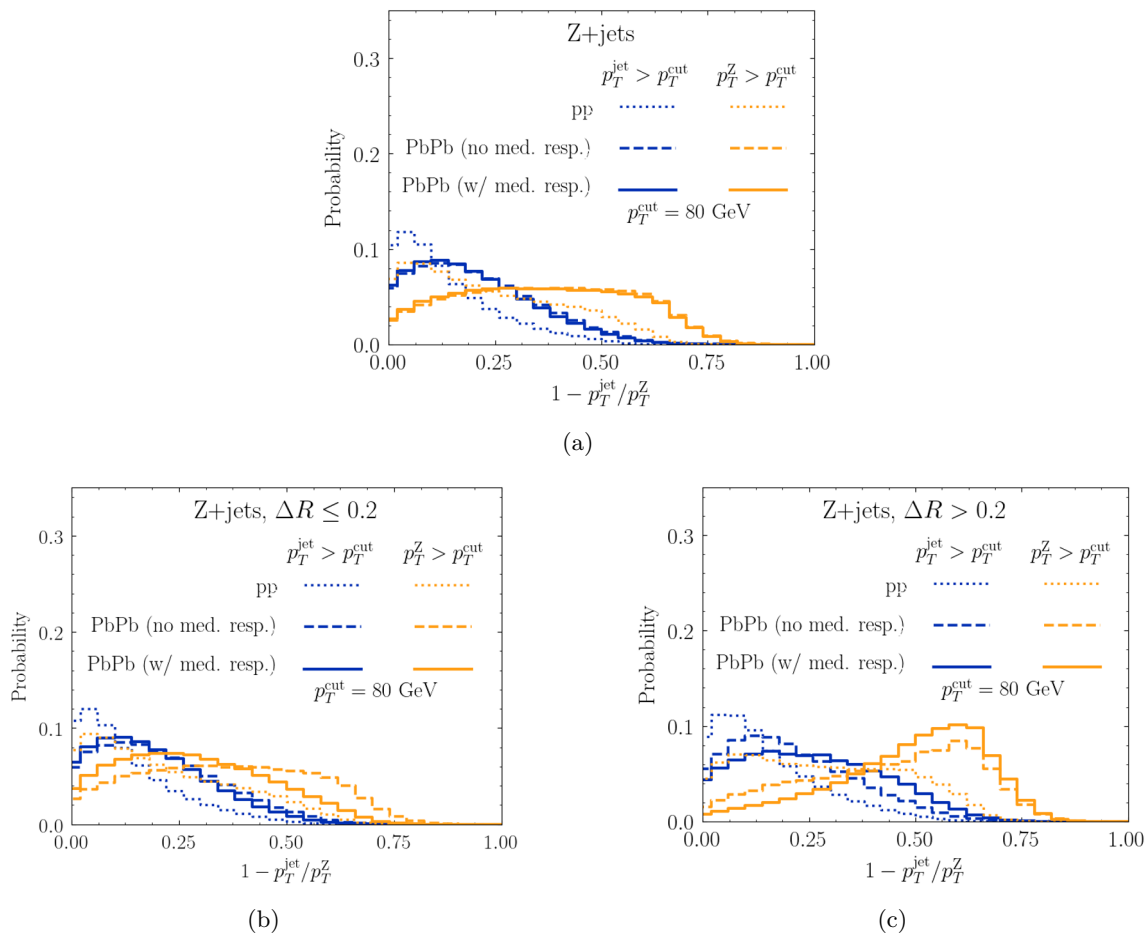 Z+jets
p_T^jet > p_T^cut p_T^Z > p_T^cut
pp
PbPb (no med. resp.)
PbPb (w/ med. resp.)
p_T^cut = 80 GeV
Probability
0.3
0.2
0.1
0.0
0.00 0.25 0.50 0.75 1.00
1 − p_T^jet/p_T^Z
(a)
Z+jets, ΔR ≤ 0.2
p_T^jet > p_T^cut p_T^Z > p_T^cut
pp
PbPb (no med. resp.)
PbPb (w/ med. resp.)
p_T^cut = 80 GeV
Probability
0.3
0.2
0.1
0.0
0.00 0.25 0.50 0.75 1.00
1 − p_T^jet/p_T^Z
(b)
Z+jets, ΔR > 0.2
p_T^jet > p_T^cut p_T^Z > p_T^cut
pp
PbPb (no med. resp.)
PbPb (w/ med. resp.)
p_T^cut = 80 GeV
Probability
0.3
0.2
0.1
0.0
0.00 0.25 0.50 0.75 1.00
1 − p_T^jet/p_T^Z
(c)